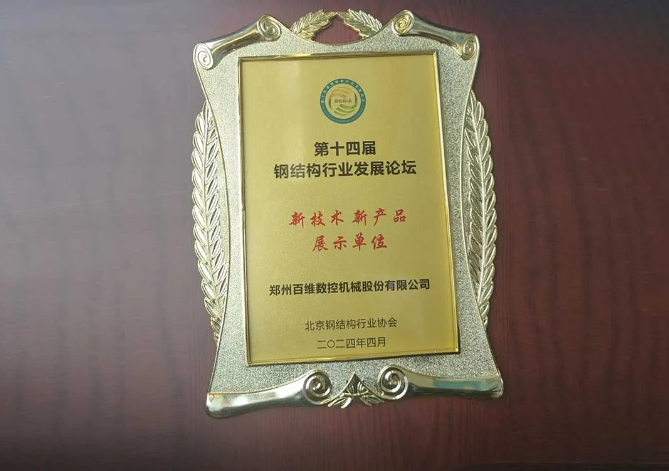 第十四届
钢结构行业发展论坛
新技术 新产品
展示单位
郑州百维数控机械股份有限公司
北京钢结构行业协会
二〇二四年四月